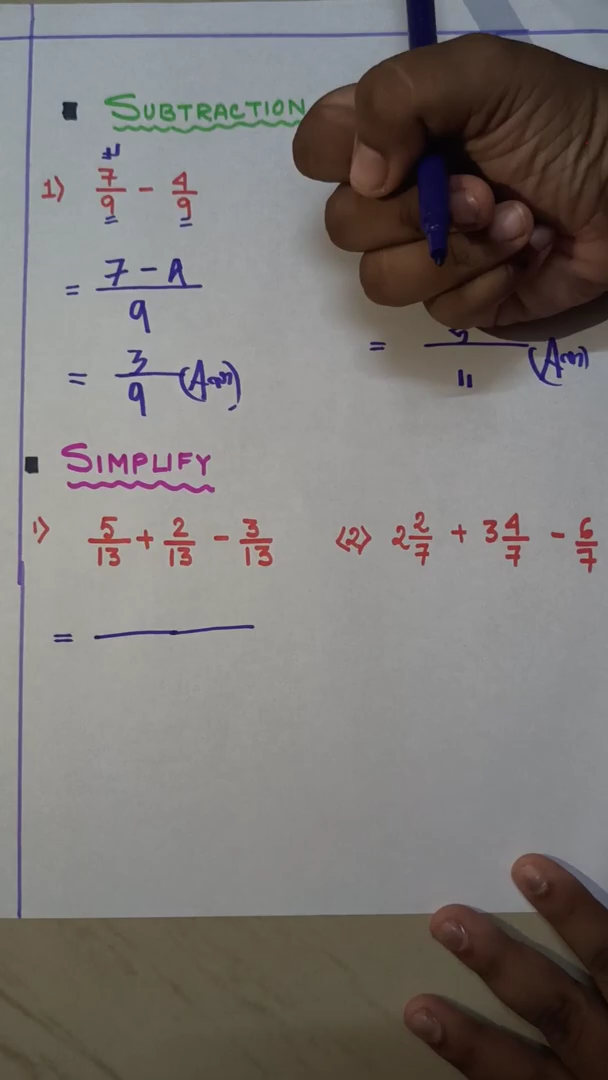 SUBTRACTION
1) 7/9 - 4/9
= 7 - 4 / 9
= 3/9 (Ans)
= /11 (Ans)
SIMPLIFY
1) 5/13 + 2/13 - 3/13
(2) 2 2/7 + 3 4/7 - 6/7
=